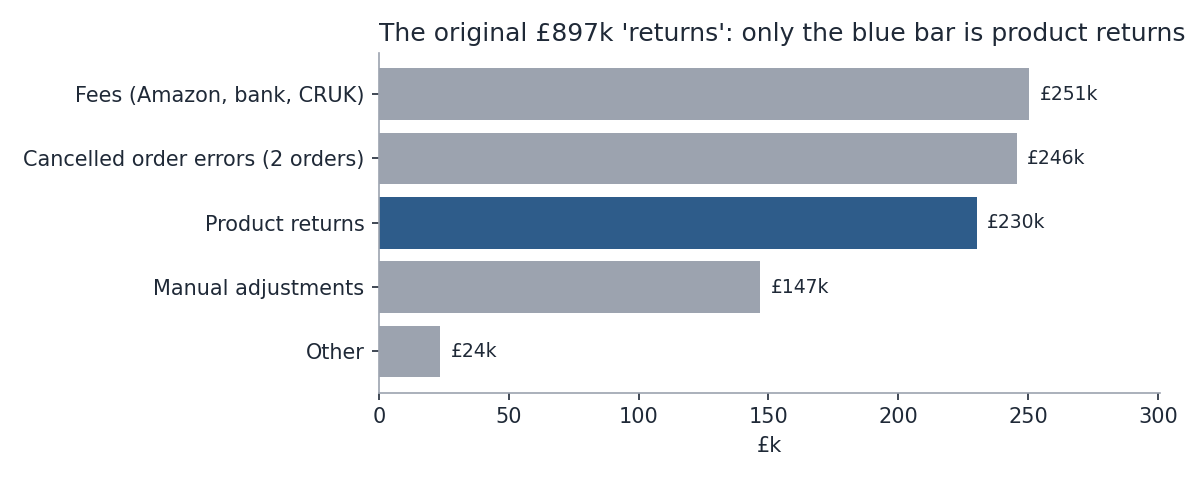 The original £897k 'returns': only the blue bar is product returns
Fees (Amazon, bank, CRUK) £251k
Cancelled order errors (2 orders) £246k
Product returns £230k
Manual adjustments £147k
Other £24k
0 50 100 150 200 250 300
£k